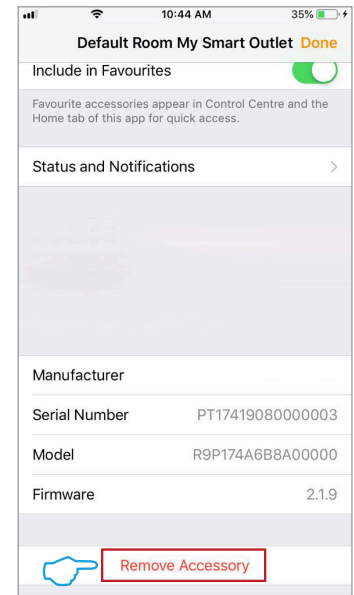 10:44 AM 35%
Default Room My Smart Outlet Done
Include in Favourites
Favourite accessories appear in Control Centre and the
Home tab of this app for quick access.
Status and Notifications
Manufacturer
Serial Number PT17419080000003
Model R9P174A6B8A00000
Firmware 2.1.9
Remove Accessory